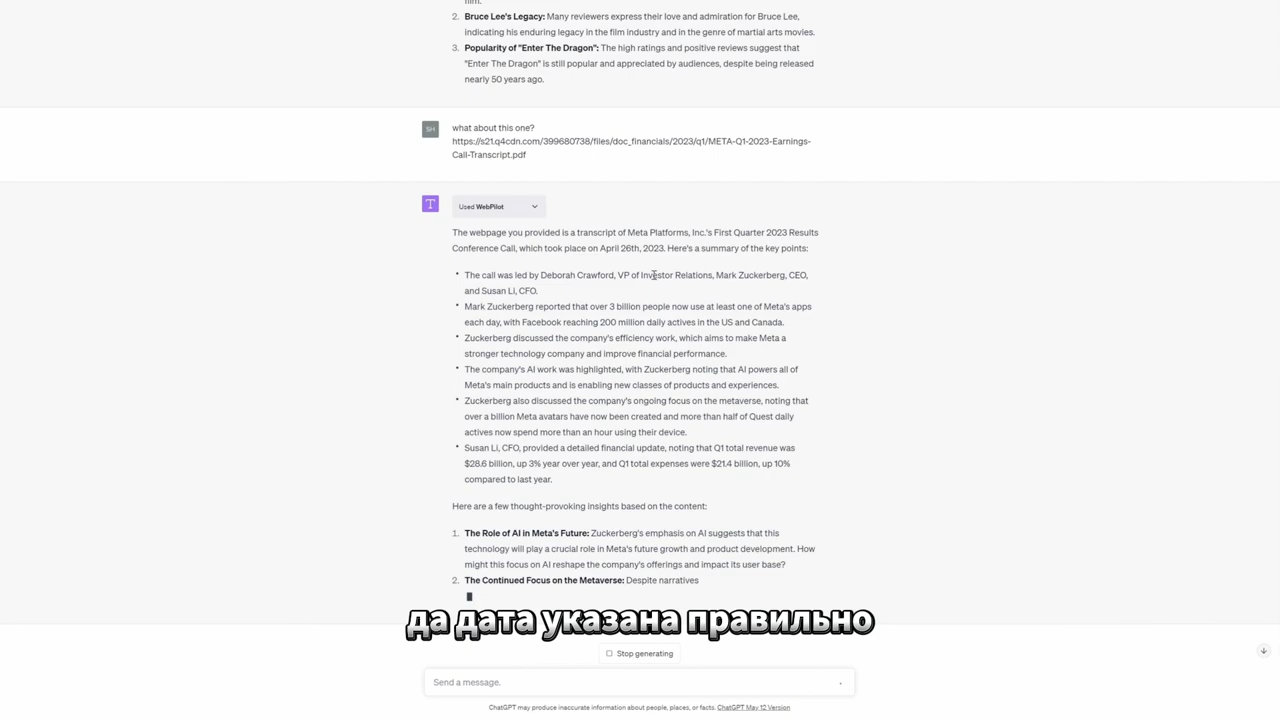 film.
2. Bruce Lee's Legacy: Many reviewers express their love and admiration for Bruce Lee,
indicating his enduring legacy in the film industry and in the genre of martial arts movies.
3. Popularity of "Enter The Dragon": The high ratings and positive reviews suggest that
"Enter The Dragon" is still popular and appreciated by audiences, despite being released
nearly 50 years ago.
SH
what about this one?
https://s21.q4cdn.com/399680738/files/doc_financials/2023/q1/META-Q1-2023-Earnings-
Call-Transcript.pdf
T
Used WebPilot
The webpage you provided is a transcript of Meta Platforms, Inc.'s First Quarter 2023 Results
Conference Call, which took place on April 26th, 2023. Here's a summary of the key points:
• The call was led by Deborah Crawford, VP of Investor Relations, Mark Zuckerberg, CEO,
and Susan Li, CFO.
• Mark Zuckerberg reported that over 3 billion people now use at least one of Meta's apps
each day, with Facebook reaching 200 million daily actives in the US and Canada.
• Zuckerberg discussed the company's efficiency work, which aims to make Meta a
stronger technology company and improve financial performance.
• The company's AI work was highlighted, with Zuckerberg noting that AI powers all of
Meta's main products and is enabling new classes of products and experiences.
• Zuckerberg also discussed the company's ongoing focus on the metaverse, noting that
over a billion Meta avatars have now been created and more than half of Quest daily
actives now spend more than an hour using their device.
• Susan Li, CFO, provided a detailed financial update, noting that Q1 total revenue was
$28.6 billion, up 3% year over year, and Q1 total expenses were $21.4 billion, up 10%
compared to last year.
Here are a few thought-provoking insights based on the content:
1. The Role of AI in Meta's Future: Zuckerberg's emphasis on AI suggests that this
technology will play a crucial role in Meta's future growth and product development. How
might this focus on AI reshape the company's offerings and impact its user base?
2. The Continued Focus on the Metaverse: Despite narratives
да дата указана правильно
Stop generating
Send a message.
ChatGPT may produce inaccurate information about people, places, or facts. ChatGPT May 12 Version